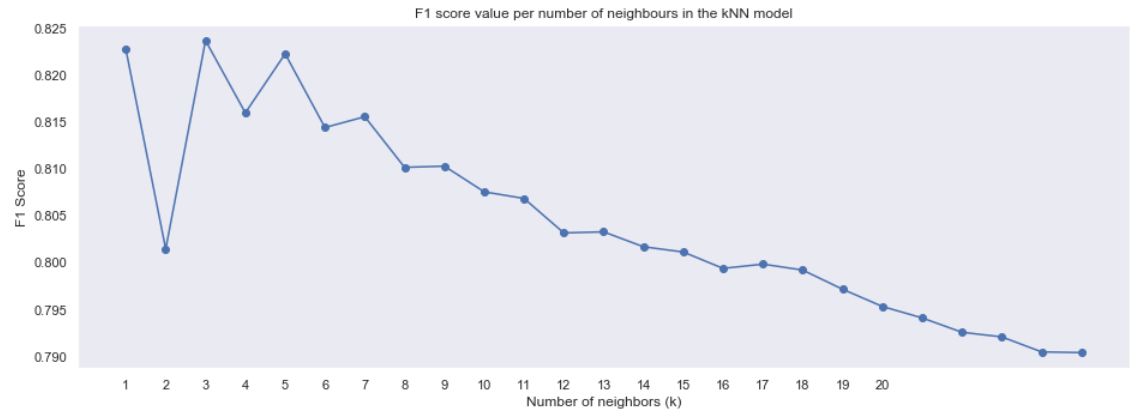 F1 score value per number of neighbours in the kNN model
0.825
0.820
0.815
0.810
0.805
0.800
0.795
0.790
F1 Score
1 2 3 4 5 6 7 8 9 10 11 12 13 14 15 16 17 18 19 20
Number of neighbors (k)